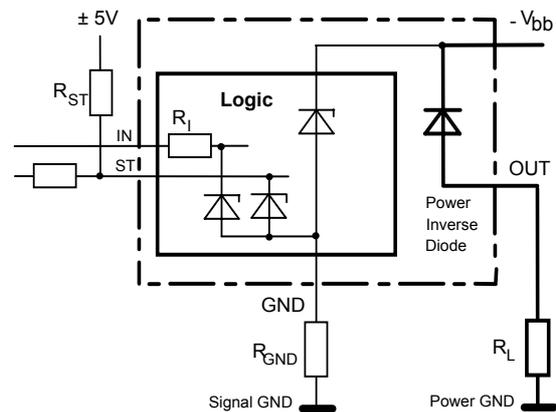 ± 5V
- Vbb
RST
Logic
IN
RI
ST
OUT
Power
Inverse
Diode
GND
RGND
RL
Signal GND
Power GND